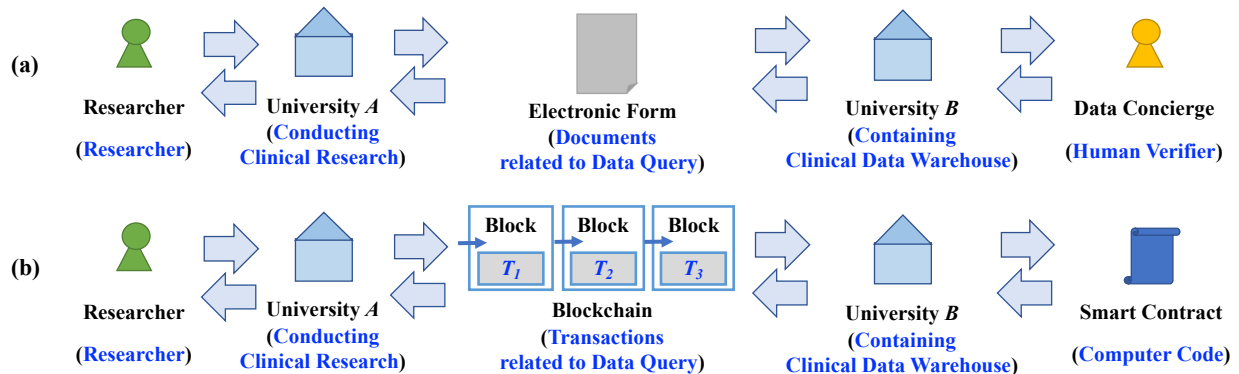 (a)
Researcher
(Researcher)
University A
(Conducting
Clinical Research)
Electronic Form
(Documents
related to Data Query)
University B
(Containing
Clinical Data Warehouse)
Data Concierge
(Human Verifier)
(b)
Researcher
(Researcher)
University A
(Conducting
Clinical Research)
Block
T1
Block
T2
Block
T3
Blockchain
(Transactions
related to Data Query)
University B
(Containing
Clinical Data Warehouse)
Smart Contract
(Computer Code)